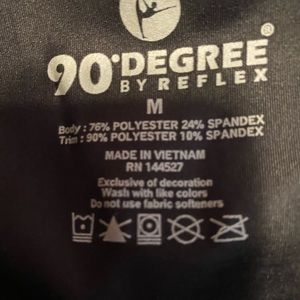 90°DEGREE®
BY REFLEX
M
Body : 76% POLYESTER 24% SPANDEX
Trim : 90% POLYESTER 10% SPANDEX
MADE IN VIETNAM
RN 144527
Exclusive of decoration
Wash with like colors
Do not use fabric softeners